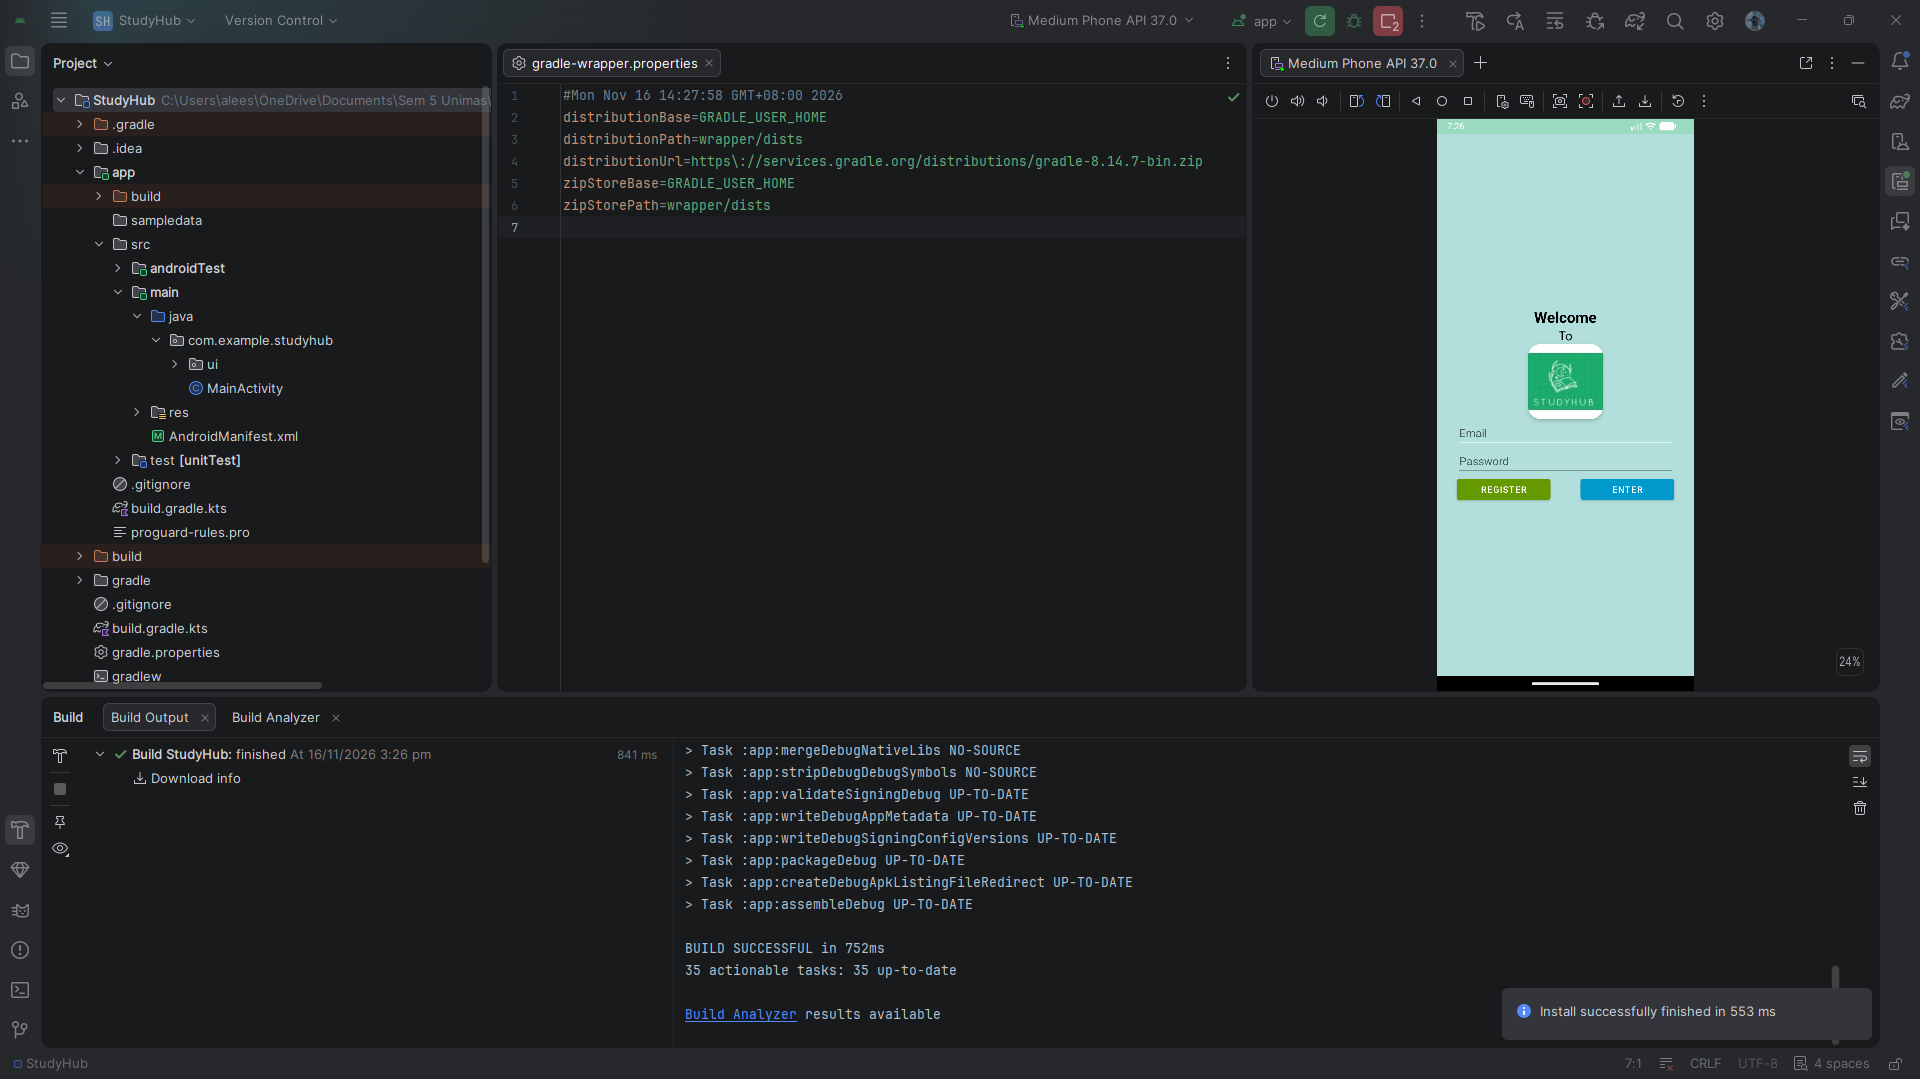 SH StudyHub
Version Control
Medium Phone API 37.0
app
2
Project
StudyHub C:\Users\alees\OneDrive\Documents\Sem 5 Unimas\
.gradle
.idea
app
build
sampledata
src
androidTest
main
java
com.example.studyhub
ui
MainActivity
res
AndroidManifest.xml
test [unitTest]
.gitignore
build.gradle.kts
proguard-rules.pro
build
gradle
.gitignore
build.gradle.kts
gradle.properties
gradlew
gradle-wrapper.properties
1 #Mon Nov 16 14:27:58 GMT+08:00 2026
2 distributionBase=GRADLE_USER_HOME
3 distributionPath=wrapper/dists
4 distributionUrl=https\://services.gradle.org/distributions/gradle-8.14.7-bin.zip
5 zipStoreBase=GRADLE_USER_HOME
6 zipStorePath=wrapper/dists
7
Medium Phone API 37.0
7:26
Welcome
To
STUDYHUB
Email
Password
REGISTER ENTER
24%
Build
Build Output
Build Analyzer
Build StudyHub: finished At 16/11/2026 3:26 pm 841 ms
Download info
> Task :app:mergeDebugNativeLibs NO-SOURCE
> Task :app:stripDebugDebugSymbols NO-SOURCE
> Task :app:validateSigningDebug UP-TO-DATE
> Task :app:writeDebugAppMetadata UP-TO-DATE
> Task :app:writeDebugSigningConfigVersions UP-TO-DATE
> Task :app:packageDebug UP-TO-DATE
> Task :app:createDebugApkListingFileRedirect UP-TO-DATE
> Task :app:assembleDebug UP-TO-DATE
BUILD SUCCESSFUL in 752ms
35 actionable tasks: 35 up-to-date
Build Analyzer results available
Install successfully finished in 553 ms
StudyHub
7:1 CRLF UTF-8 4 spaces